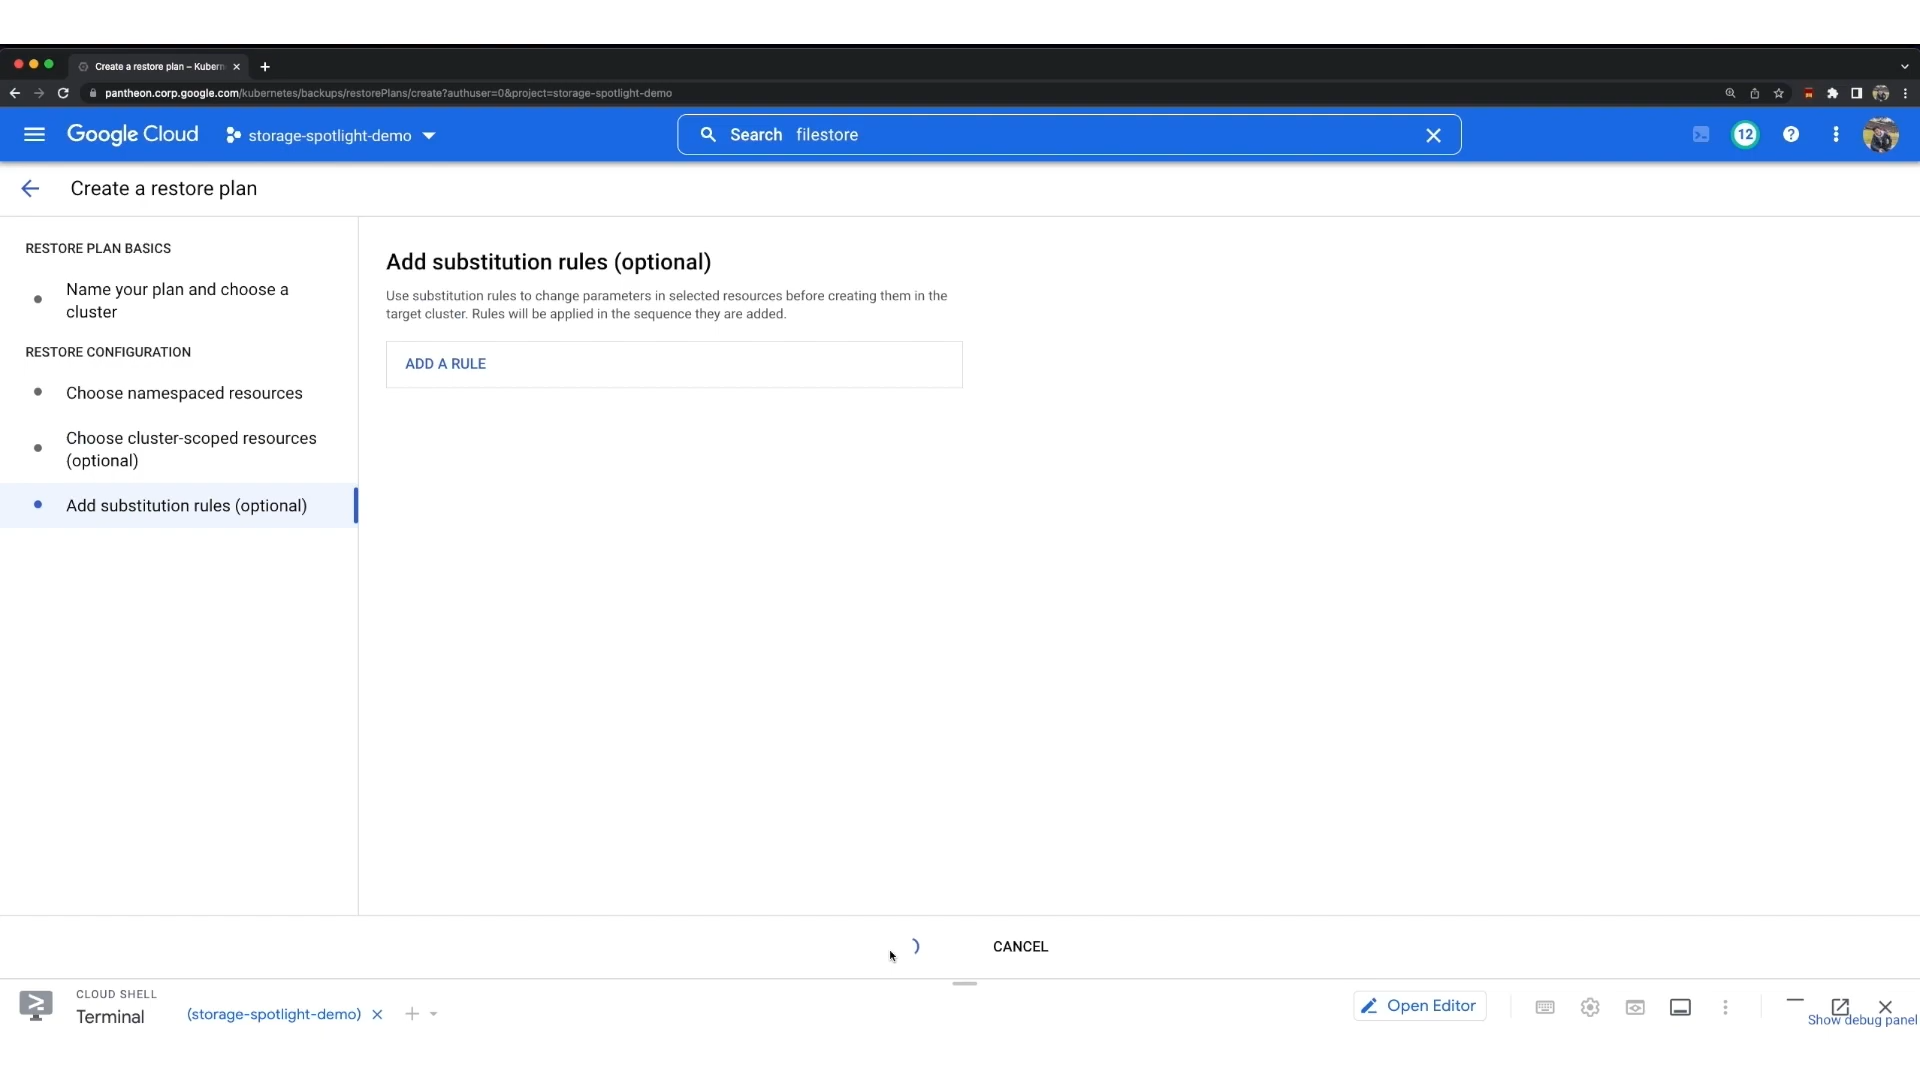 Create a restore plan – Kubern
pantheon.corp.google.com/kubernetes/backups/restorePlans/create?authuser=0&project=storage-spotlight-demo
Google Cloud
storage-spotlight-demo
Search filestore
12
Create a restore plan
RESTORE PLAN BASICS
Name your plan and choose a
cluster
RESTORE CONFIGURATION
Choose namespaced resources
Choose cluster-scoped resources
(optional)
Add substitution rules (optional)
Add substitution rules (optional)
Use substitution rules to change parameters in selected resources before creating them in the
target cluster. Rules will be applied in the sequence they are added.
ADD A RULE
CANCEL
CLOUD SHELL
Terminal
(storage-spotlight-demo)
Open Editor
Show debug panel